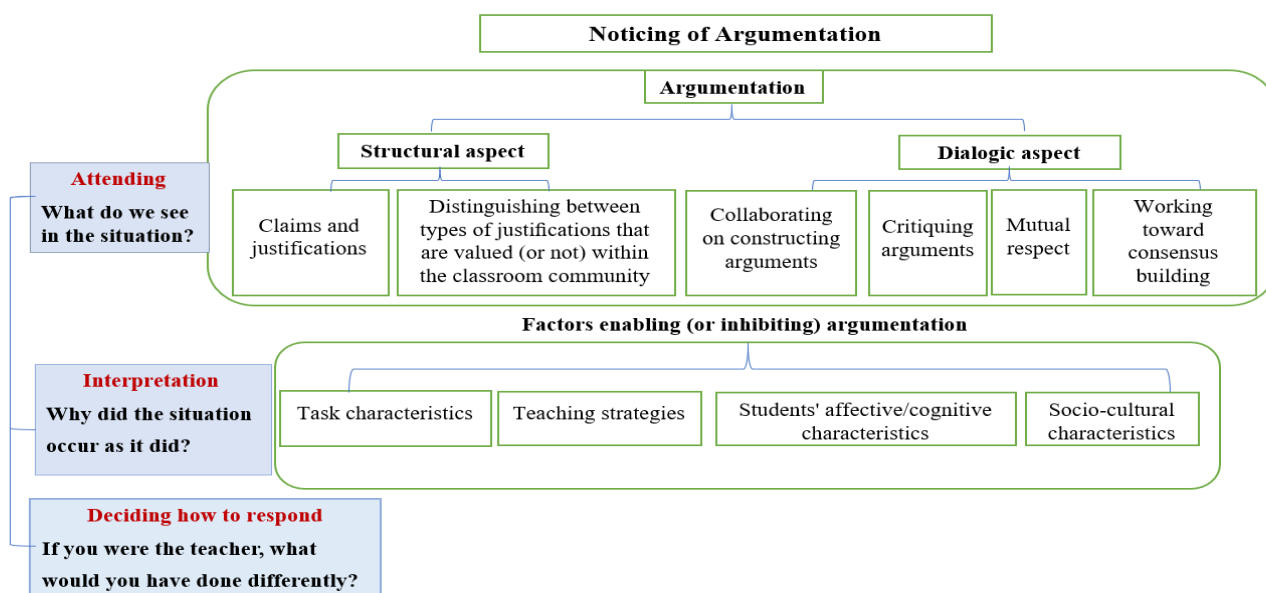 Noticing of Argumentation
Argumentation
Structural aspect
Dialogic aspect
Attending
What do we see
in the situation?
Claims and
justifications
Distinguishing between
types of justifications that
are valued (or not) within
the classroom community
Collaborating
on constructing
arguments
Critiquing
arguments
Mutual
respect
Working
toward
consensus
building
Factors enabling (or inhibiting) argumentation
Interpretation
Why did the situation
occur as it did?
Task characteristics
Teaching strategies
Students' affective/cognitive
characteristics
Socio-cultural
characteristics
Deciding how to respond
If you were the teacher, what
would you have done differently?